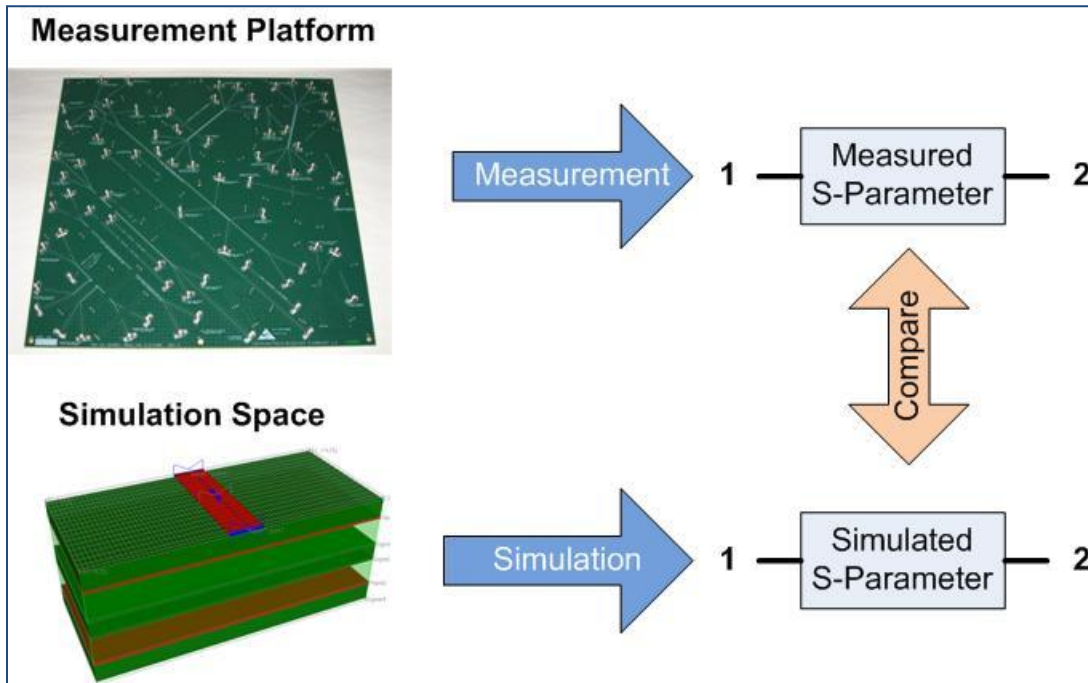 Measurement Platform
Measurement
1
Measured
S-Parameter
2
Compare
Simulation Space
Simulation
1
Simulated
S-Parameter
2